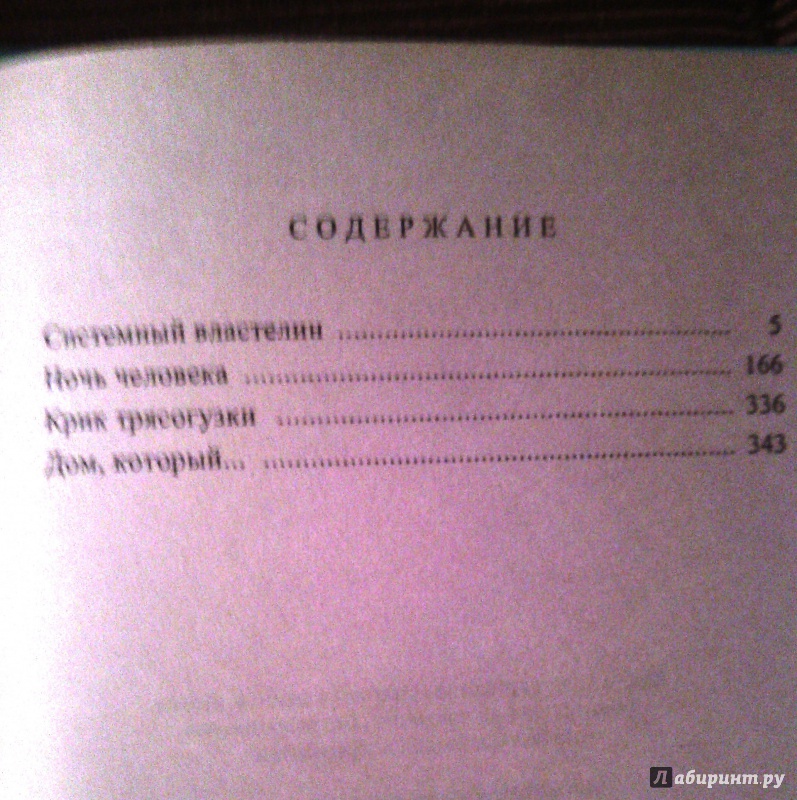 СОДЕРЖАНИЕ
Системный властелин ........ 5
Ночь человека ........ 166
Крик трясогузки ........ 336
Дом, который... ........ 343
Лабиринт.ру